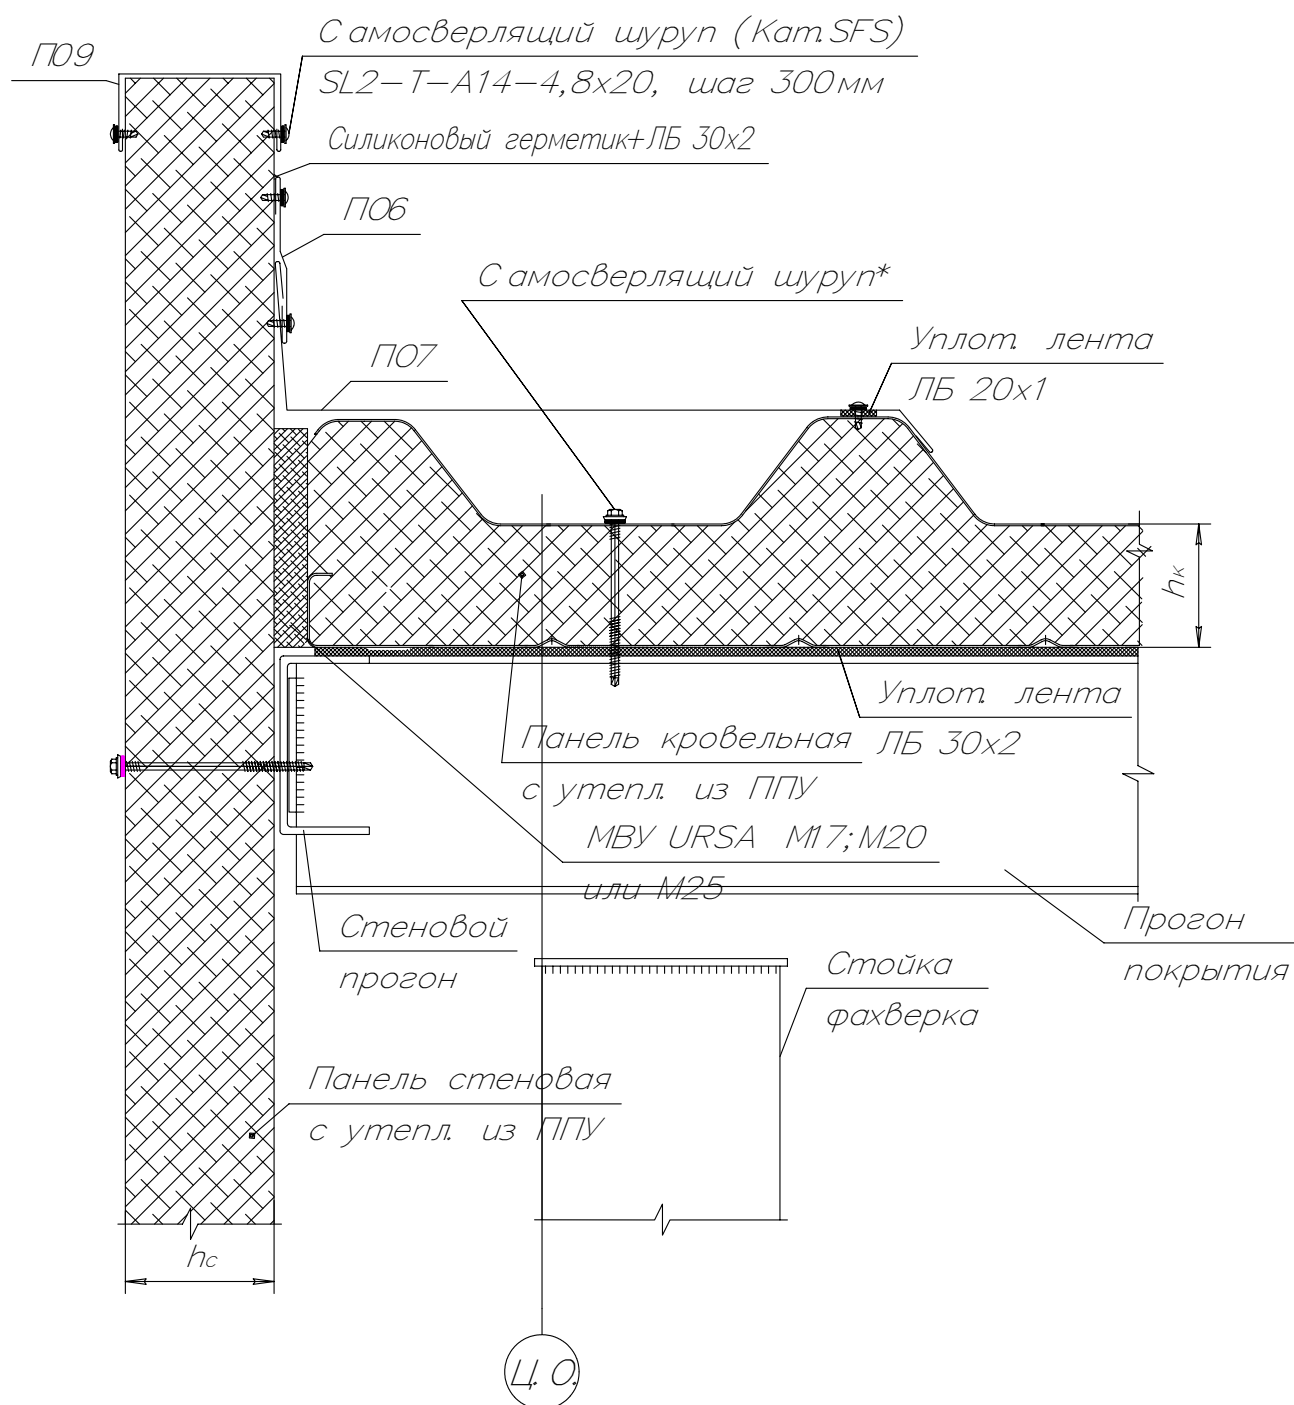 П09
Самосверлящий шуруп (Кат.SFS)
SL2-T-A14-4,8х20, шаг 300мм
Силиконовый герметик+ЛБ 30х2
П06
Самосверлящий шуруп*
П07
Уплот. лента
ЛБ 20х1
hк
Уплот. лента
ЛБ 30х2
Панель кровельная
с утепл. из ППУ
МВУ URSA М17; М20
или М25
Стеновой
прогон
Прогон
покрытия
Стойка
фахверка
Панель стеновая
с утепл. из ППУ
hс
Ц.О.